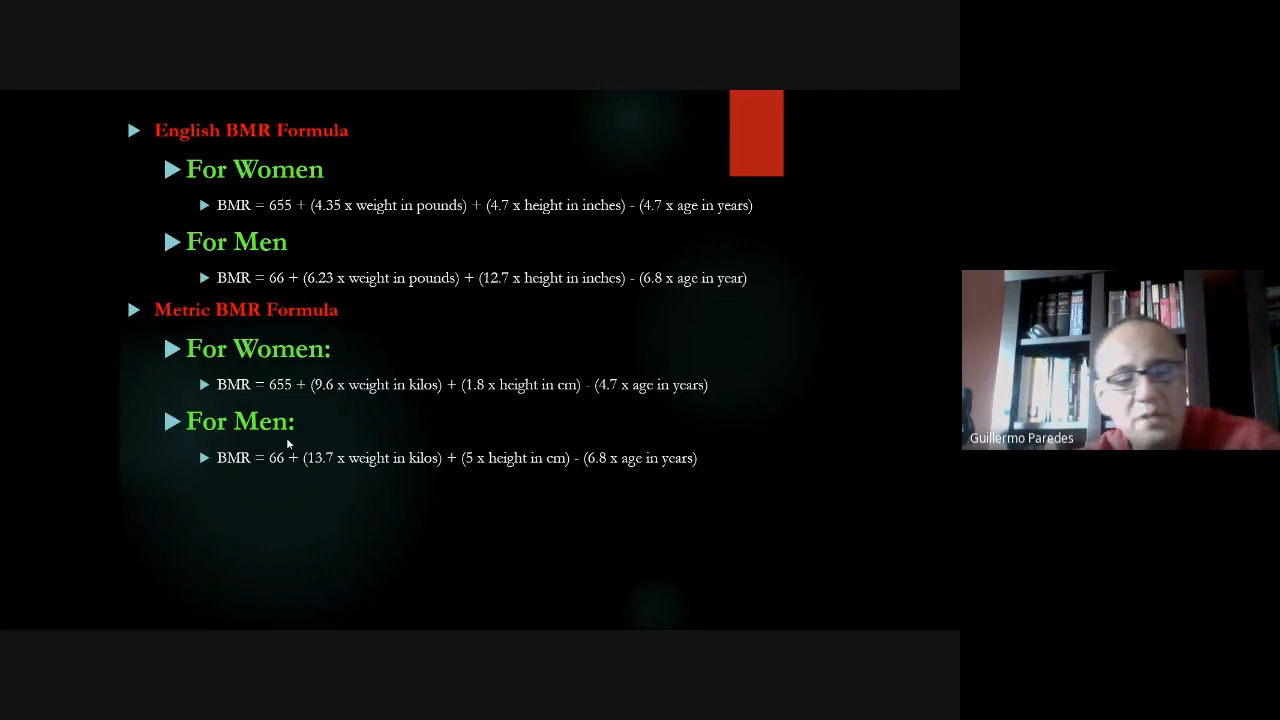 English BMR Formula
For Women
BMR = 655 + (4.35 x weight in pounds) + (4.7 x height in inches) - (4.7 x age in years)
For Men
BMR = 66 + (6.23 x weight in pounds) + (12.7 x height in inches) - (6.8 x age in year)
Metric BMR Formula
For Women:
BMR = 655 + (9.6 x weight in kilos) + (1.8 x height in cm) - (4.7 x age in years)
For Men:
BMR = 66 + (13.7 x weight in kilos) + (5 x height in cm) - (6.8 x age in years)
Guillermo Paredes